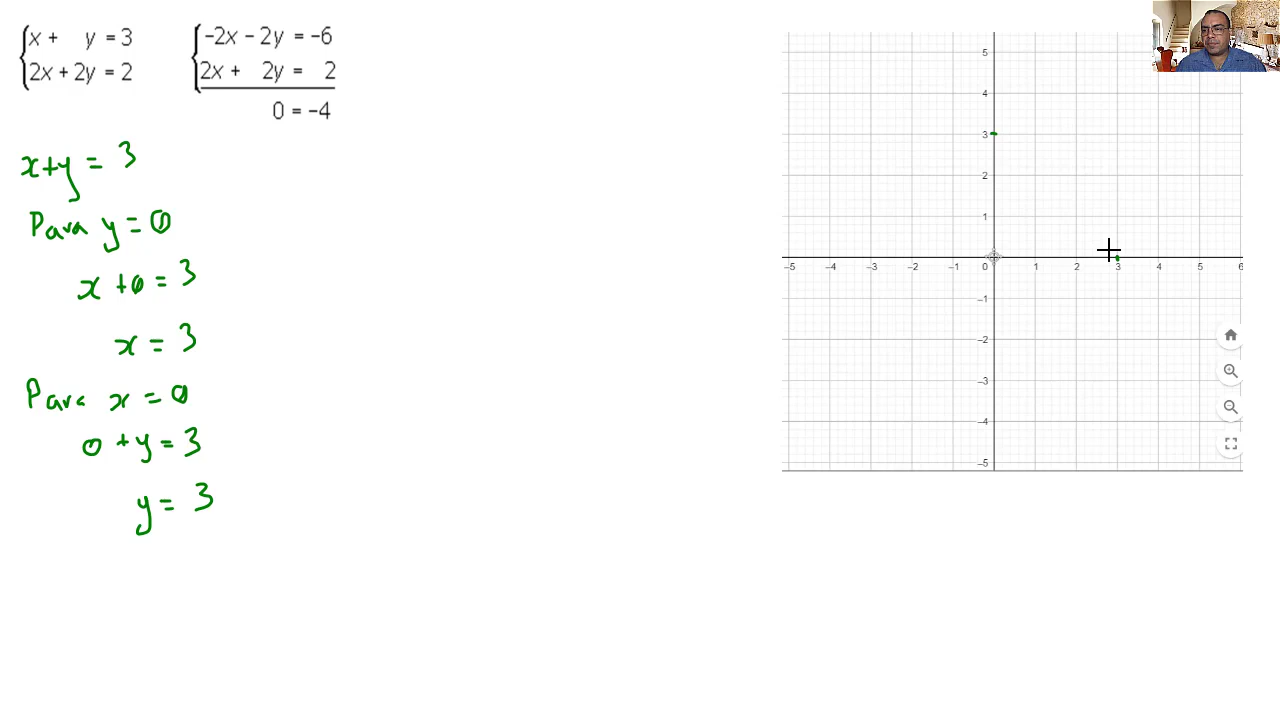 x + y = 3
2x + 2y = 2
-2x - 2y = -6
2x + 2y = 2
0 = -4
x+y = 3
Para y = 0
x + 0 = 3
x = 3
Para x = 0
0 + y = 3
y = 3
5
4
3
2
1
-5 -4 -3 -2 -1 0 1 2 3 4 5 6
-1
-2
-3
-4
-5